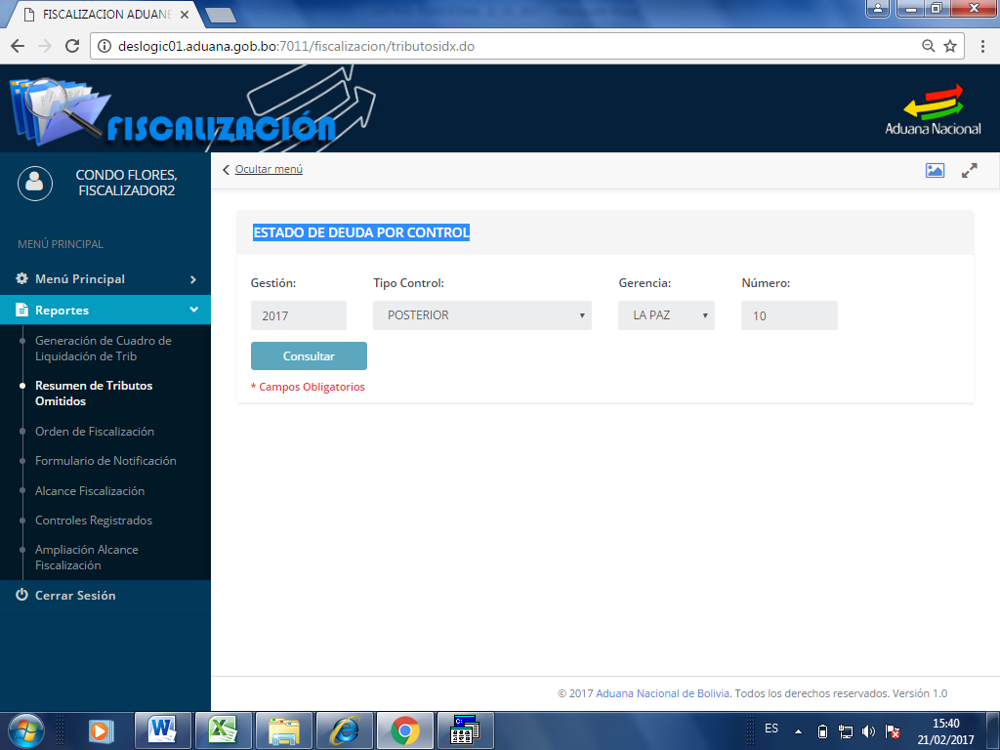 FISCALIZACION ADUANE
deslogic01.aduana.gob.bo:7011/fiscalizacion/tributosidx.do
FISCALIZACIÓN
Aduana Nacional
CONDO FLORES,
FISCALIZADOR2
Ocultar menú
MENÚ PRINCIPAL
Menú Principal
Reportes
Generación de Cuadro de
Liquidación de Trib
Resumen de Tributos
Omitidos
Orden de Fiscalización
Formulario de Notificación
Alcance Fiscalización
Controles Registrados
Ampliación Alcance
Fiscalización
Cerrar Sesión
ESTADO DE DEUDA POR CONTROL
Gestión: Tipo Control: Gerencia: Número:
2017 POSTERIOR LA PAZ 10
Consultar
* Campos Obligatorios
© 2017 Aduana Nacional de Bolivia. Todos los derechos reservados. Versión 1.0
ES
15:40
21/02/2017